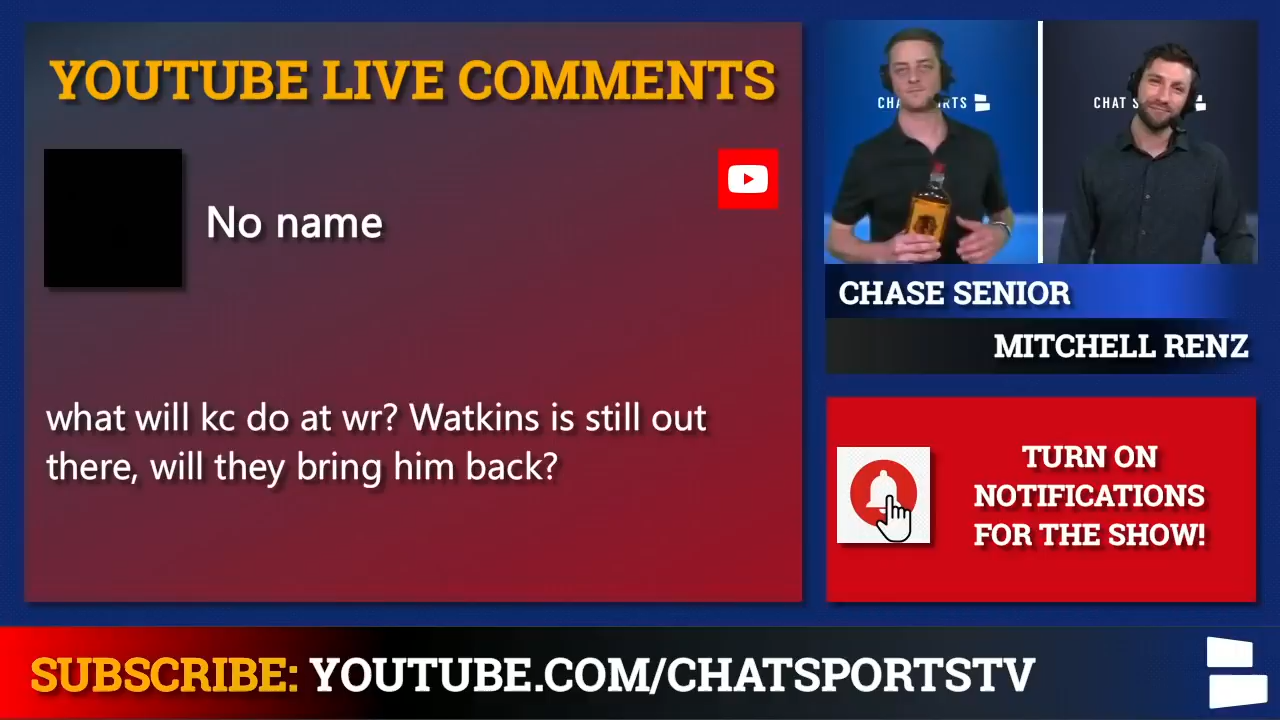 YOUTUBE LIVE COMMENTS
No name
what will kc do at wr? Watkins is still out
there, will they bring him back?
CHASE SENIOR
MITCHELL RENZ
TURN ON
NOTIFICATIONS
FOR THE SHOW!
SUBSCRIBE: YOUTUBE.COM/CHATSPORTSTV